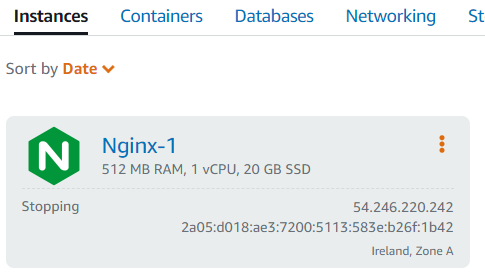 Instances Containers Databases Networking St
Sort by Date
N
Nginx-1
512 MB RAM, 1 vCPU, 20 GB SSD
Stopping
54.246.220.242
2a05:d018:ae3:7200:5113:583e:b26f:1b42
Ireland, Zone A